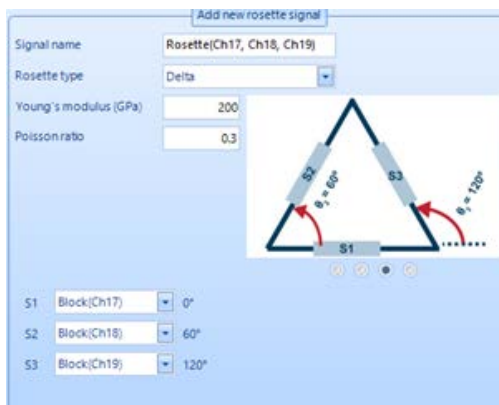 Add new rosette signal
Signal name Rosette(Ch17, Ch18, Ch19)
Rosette type Delta
Young's modulus (GPa) 200
Poisson ratio 0.3
S2
θ₂ = 60°
S3
θ₃ = 120°
S1
S1 Block(Ch17) 0°
S2 Block(Ch18) 60°
S3 Block(Ch19) 120°